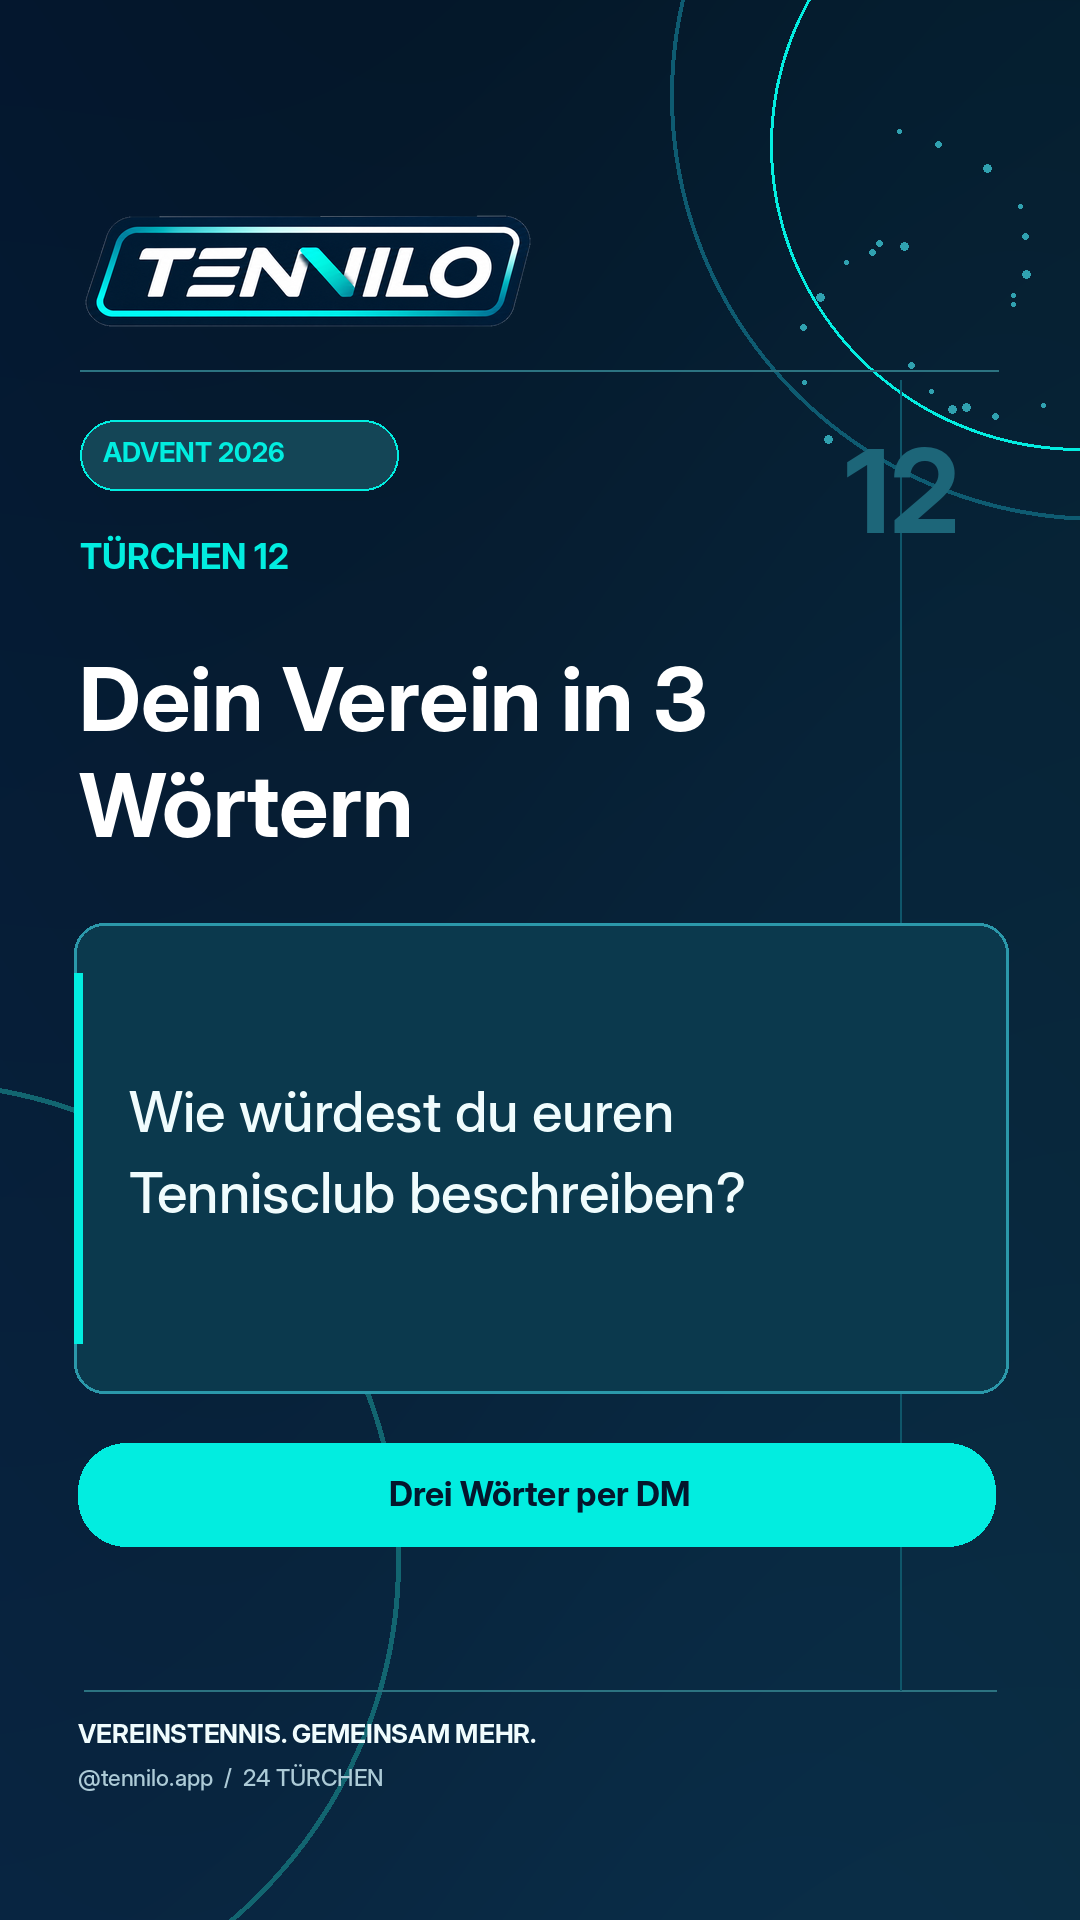 TENNILO
ADVENT 2026
12
TÜRCHEN 12
Dein Verein in 3
Wörtern
Wie würdest du euren
Tennisclub beschreiben?
Drei Wörter per DM
VEREINSTENNIS. GEMEINSAM MEHR.
@tennilo.app / 24 TÜRCHEN